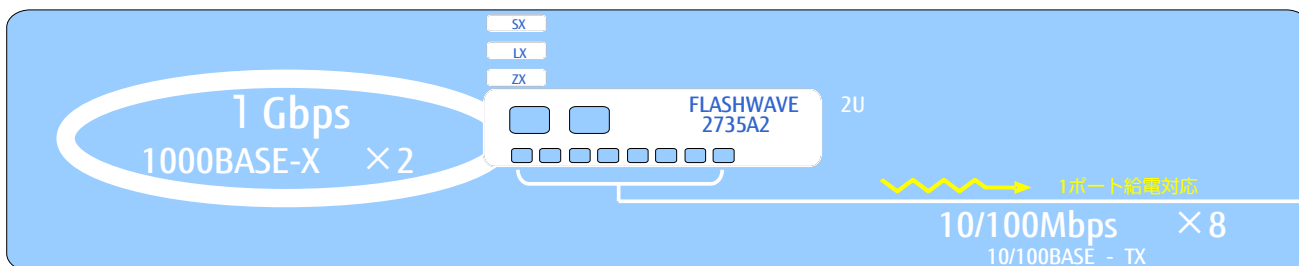 SX
LX
ZX
1 Gbps
1000BASE-X ×2
FLASHWAVE
2735A2
2U
1ポート給電対応
10/100Mbps ×8
10/100BASE - TX